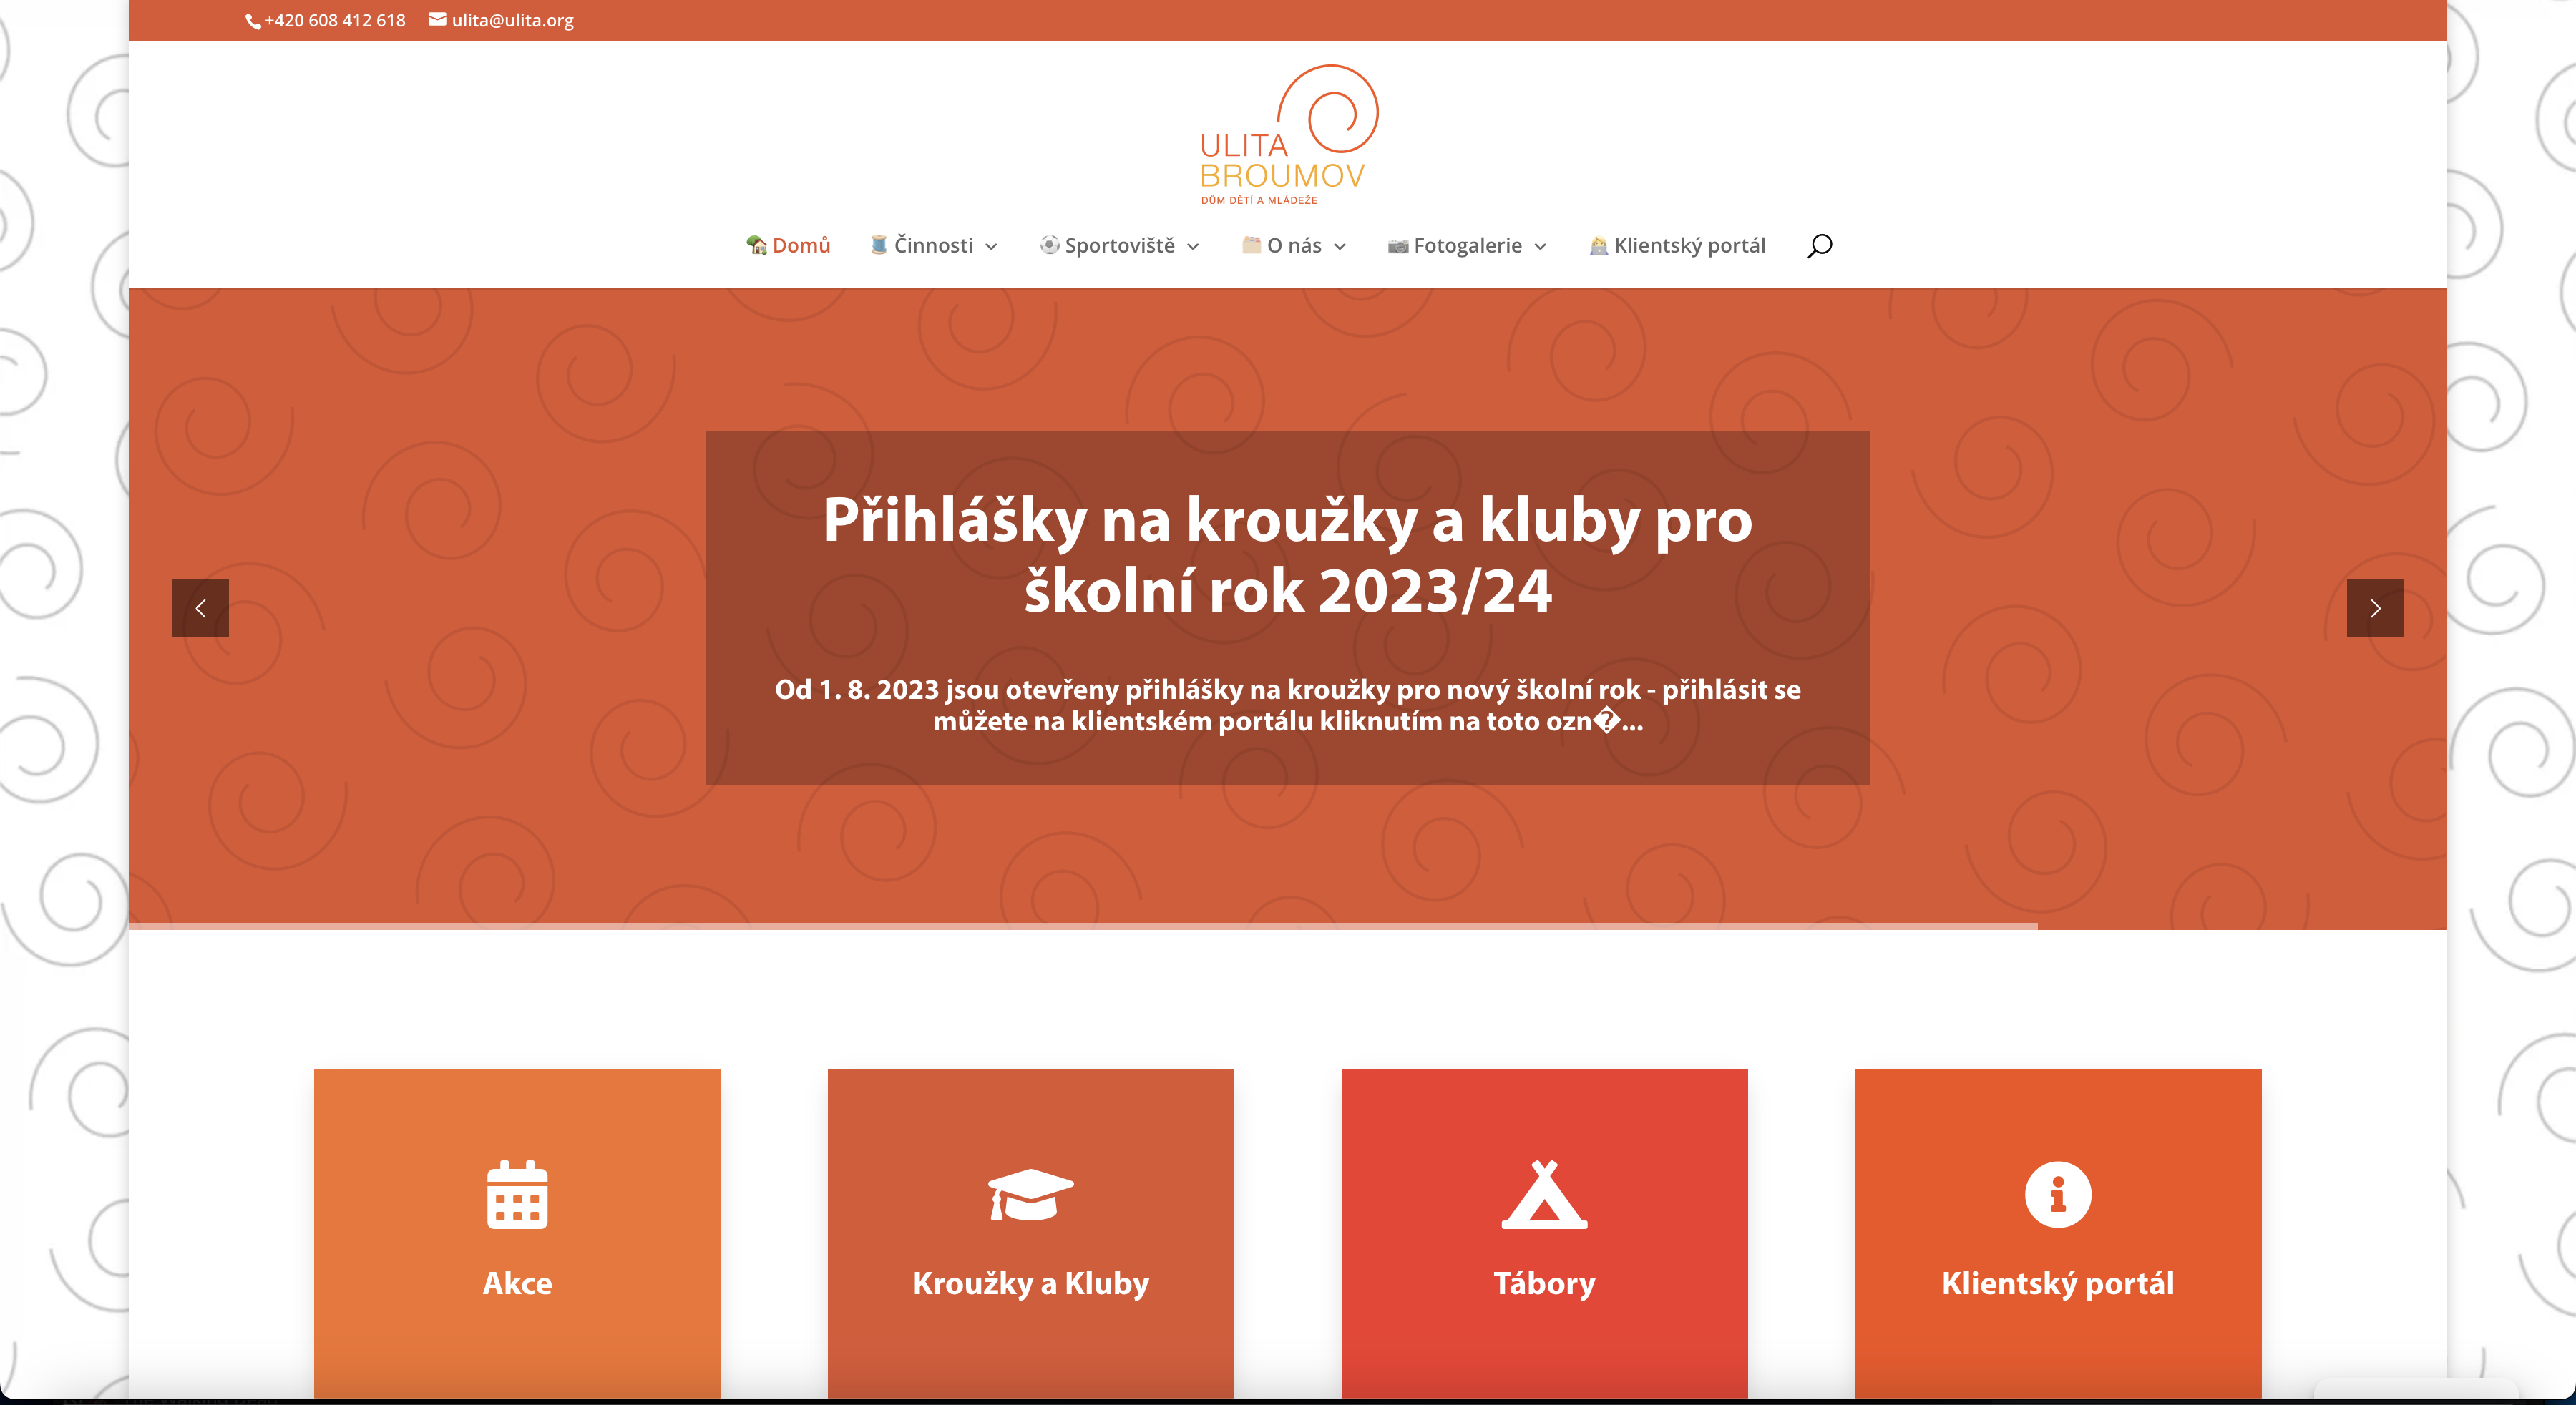 +420 608 412 618 ulita@ulita.org
ULITA
BROUMOV
DŮM DĚTÍ A MLÁDEŽE
Domů Činnosti Sportoviště O nás Fotogalerie Klientský portál
Přihlášky na kroužky a kluby pro
školní rok 2023/24
Od 1. 8. 2023 jsou otevřeny přihlášky na kroužky pro nový školní rok - přihlásit se
můžete na klientském portálu kliknutím na toto ozn�...
Akce Kroužky a Kluby Tábory Klientský portál